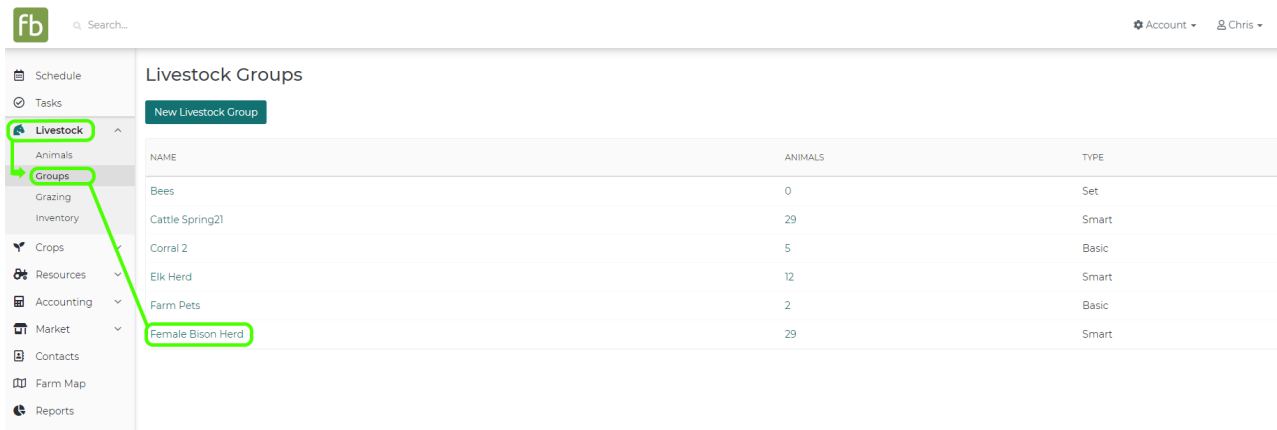 fb Search... Account Chris
Schedule
Tasks
Livestock
Animals
Groups
Grazing
Inventory
Crops
Resources
Accounting
Market
Contacts
Farm Map
Reports
Livestock Groups
New Livestock Group
NAME ANIMALS TYPE
Bees 0 Set
Cattle Spring21 29 Smart
Corral 2 5 Basic
Elk Herd 12 Smart
Farm Pets 2 Basic
Female Bison Herd 29 Smart